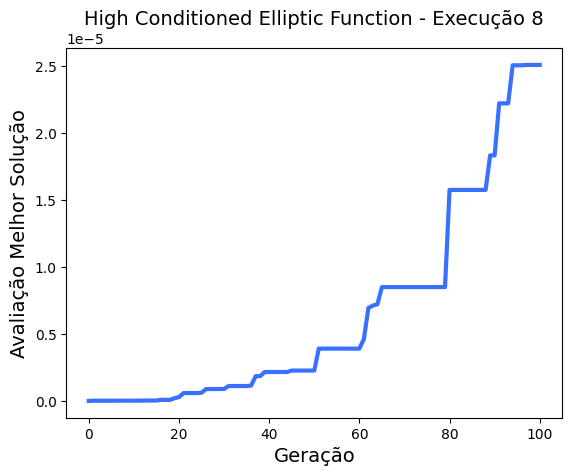 High Conditioned Elliptic Function - Execução 8
1e−5
Avaliação Melhor Solução
2.5
2.0
1.5
1.0
0.5
0.0
0 20 40 60 80 100
Geração